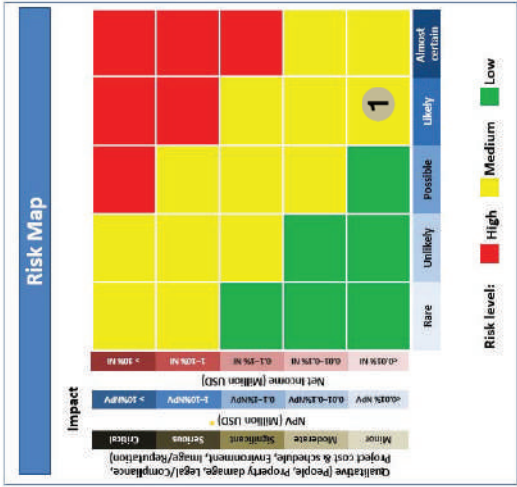 Risk Map
Impact
Critical
> 10%NPV
> 10% NI
Serious
1-10%NPV
1-10% NI
Significant
0.1-1%NPV
0.1-1% NI
Moderate
0.01-0.1%NPV
0.01-0.1% NI
Minor
<0.01% NPV
<0.01% NI
Qualitative (People, Property damage, Legal/Compliance,
Project cost & schedule, Environment, Image/Reputation)
NPV (Million USD) *
Net Income (Million USD)
1
Rare
Unlikely
Possible
Likely
Almost
certain
Risk level:
High
Medium
Low